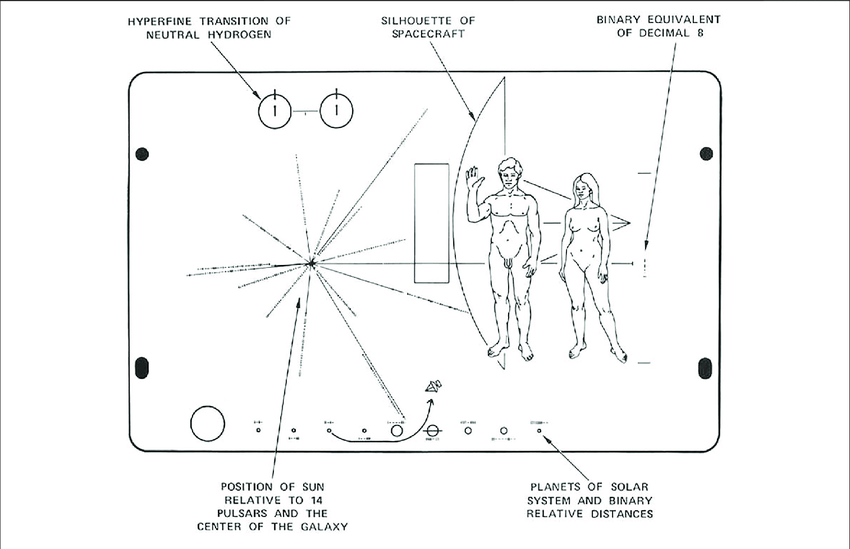 HYPERFINE TRANSITION OF
NEUTRAL HYDROGEN
SILHOUETTE OF
SPACECRAFT
BINARY EQUIVALENT
OF DECIMAL 8
POSITION OF SUN
RELATIVE TO 14
PULSARS AND THE
CENTER OF THE GALAXY
PLANETS OF SOLAR
SYSTEM AND BINARY
RELATIVE DISTANCES